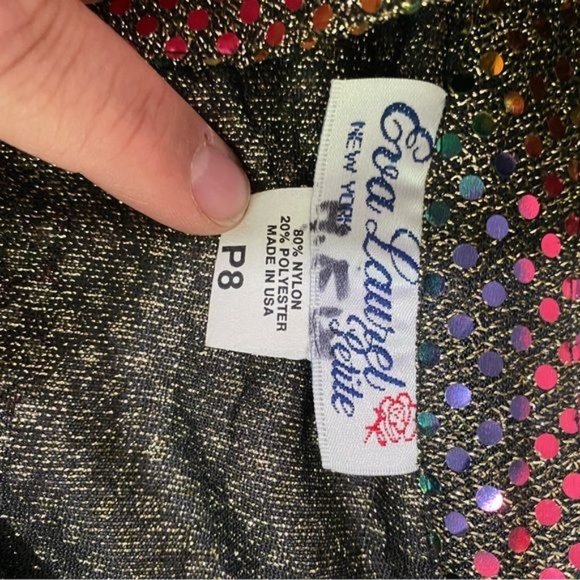 Eva Laurel
NEW YORK
Petite
80% NYLON
20% POLYESTER
MADE IN USA
P8